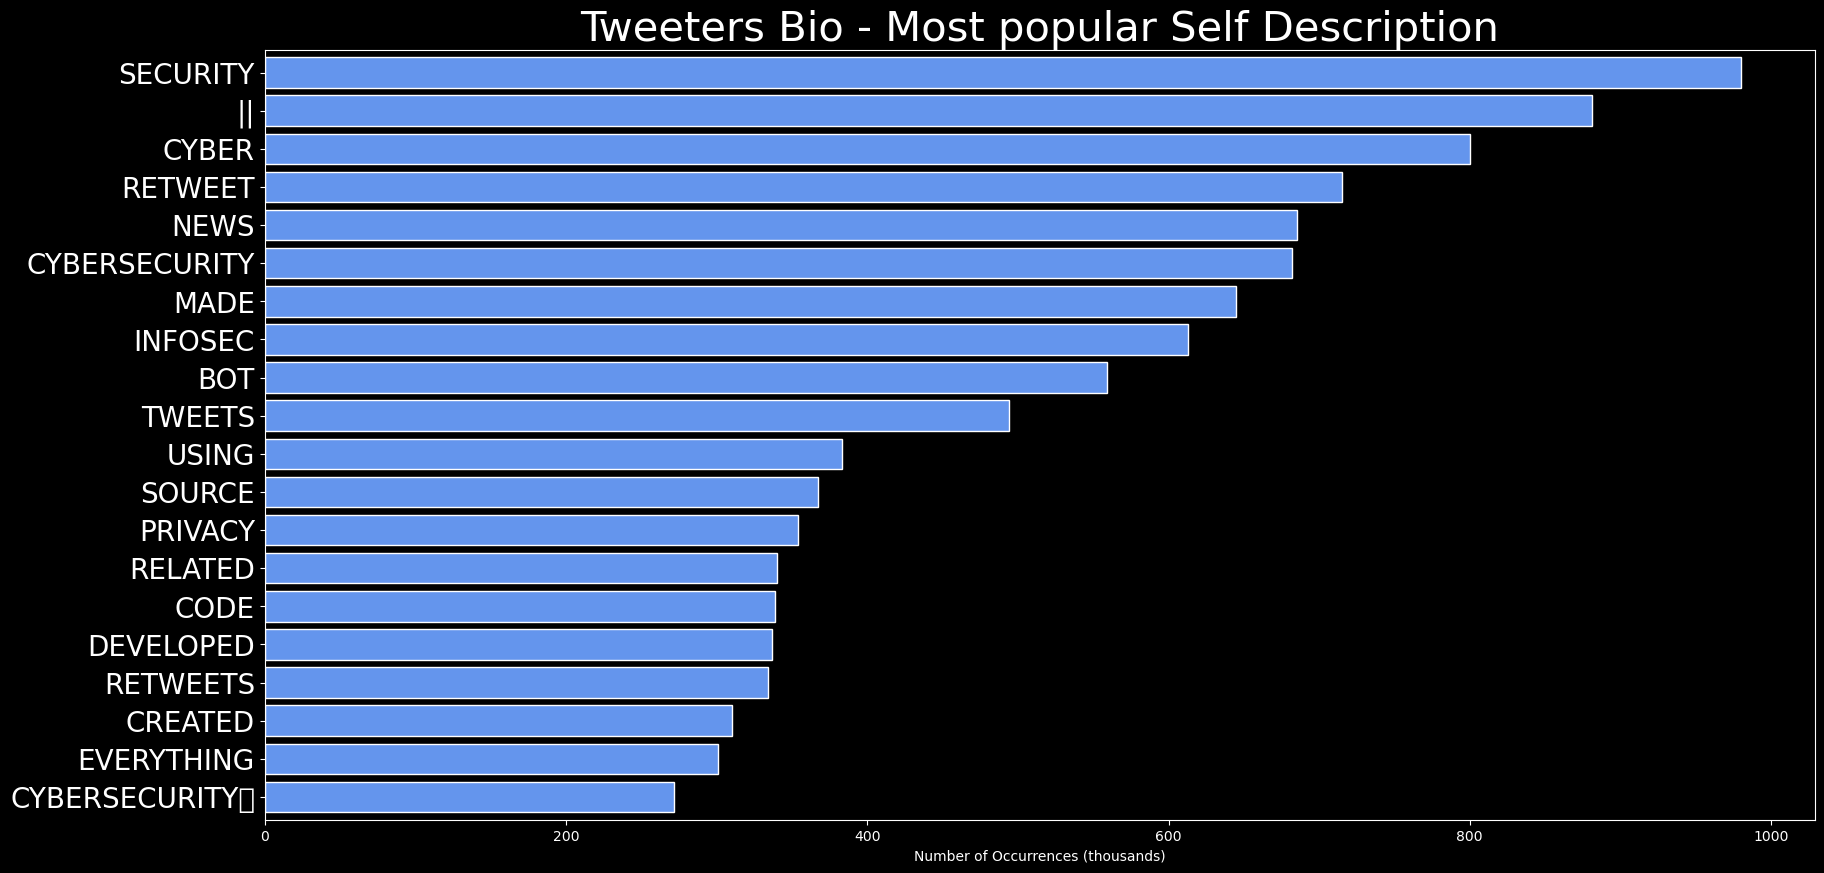 Tweeters Bio - Most popular Self Description
SECURITY
||
CYBER
RETWEET
NEWS
CYBERSECURITY
MADE
INFOSEC
BOT
TWEETS
USING
SOURCE
PRIVACY
RELATED
CODE
DEVELOPED
RETWEETS
CREATED
EVERYTHING
CYBERSECURITY▯
0 200 400 600 800 1000
Number of Occurrences (thousands)